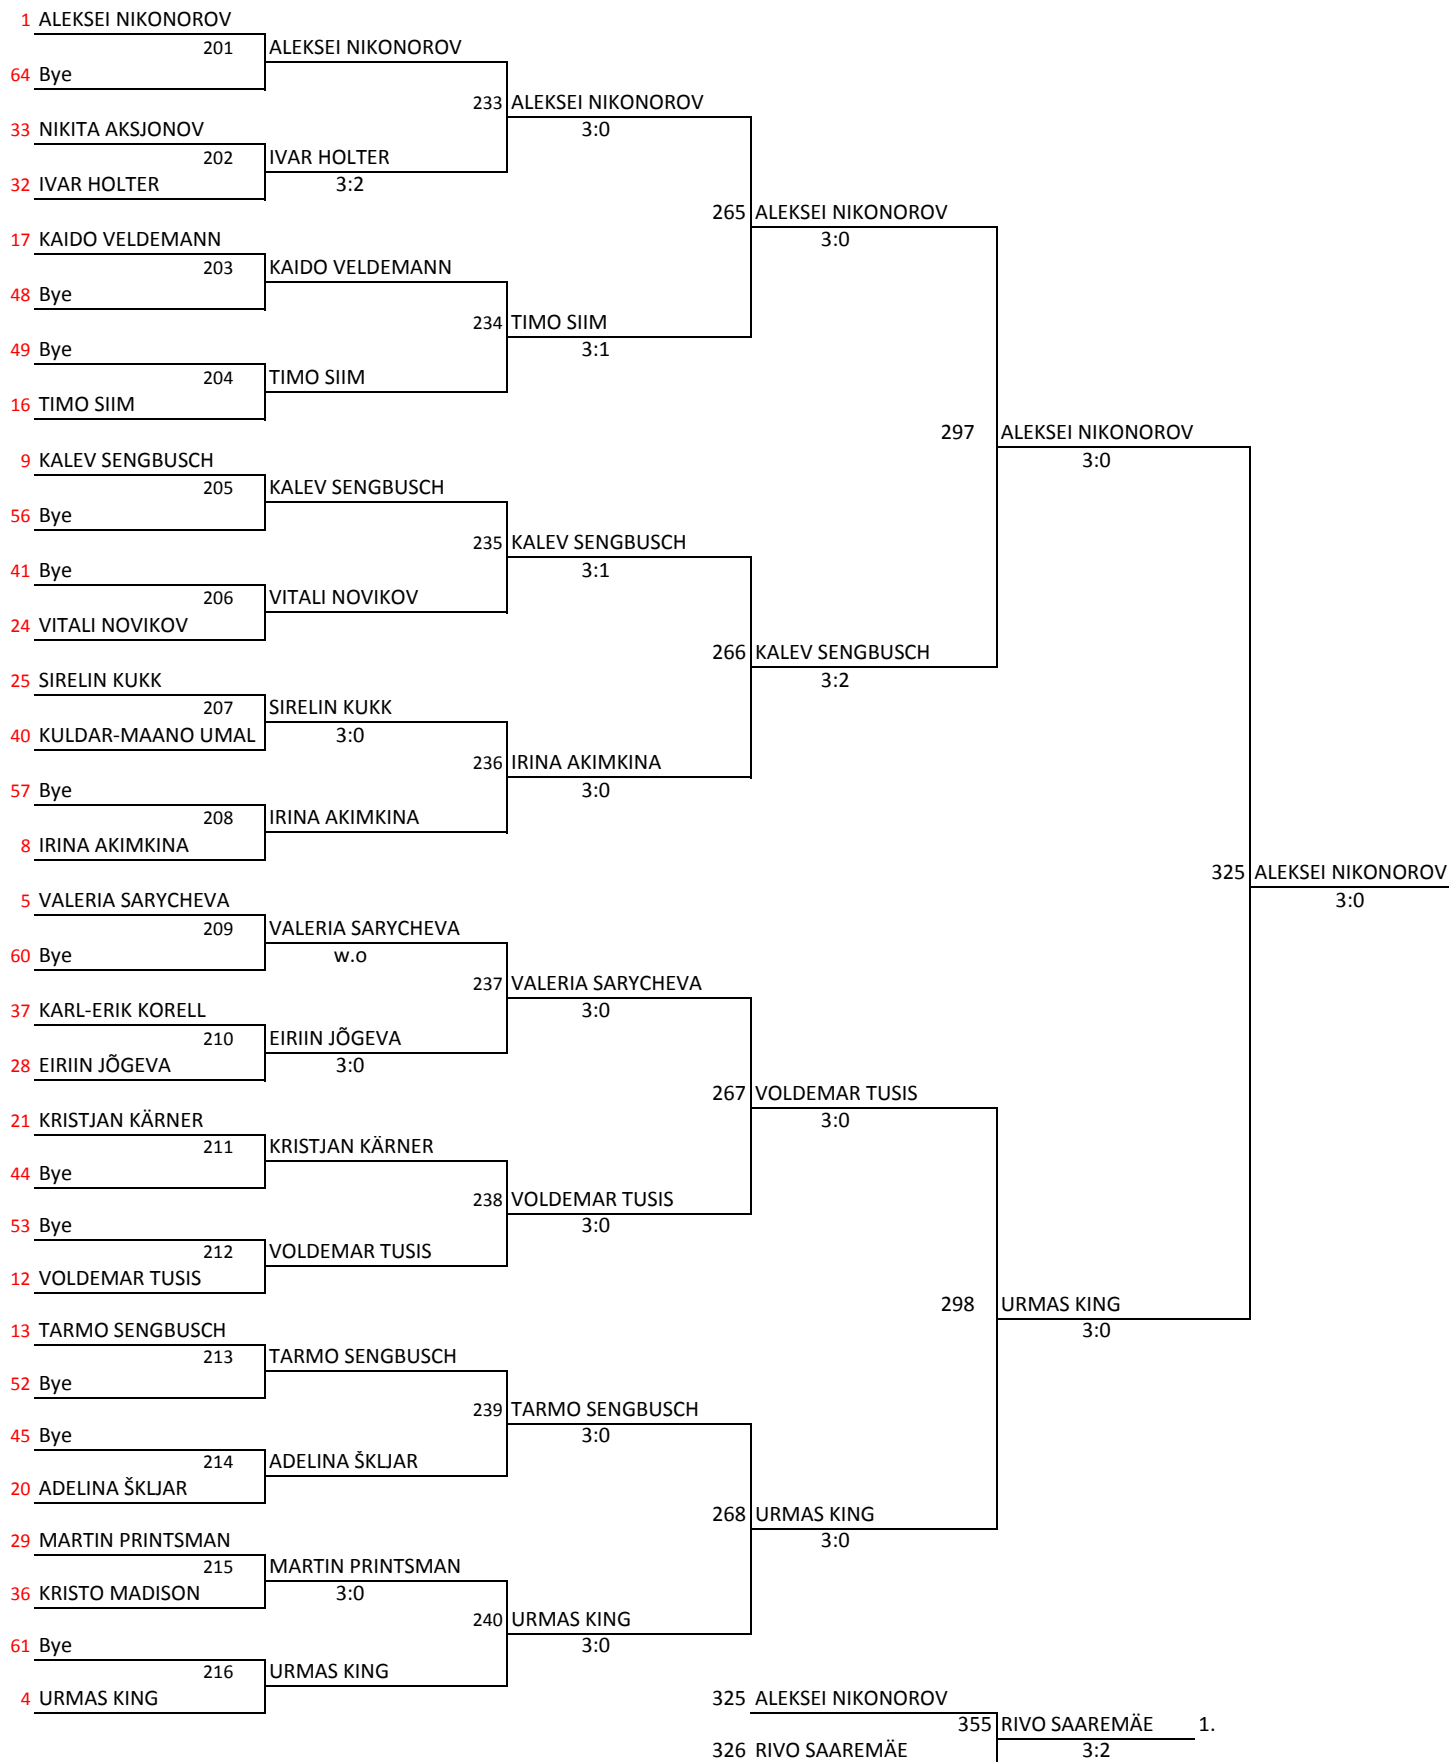 1 ALEKSEI NIKONOROV
201 ALEKSEI NIKONOROV
64 Bye
233 ALEKSEI NIKONOROV
3:0
33 NIKITA AKSJONOV
202 IVAR HOLTER
3:2
32 IVAR HOLTER
265 ALEKSEI NIKONOROV
3:0
17 KAIDO VELDEMANN
203 KAIDO VELDEMANN
48 Bye
234 TIMO SIIM
3:1
49 Bye
204 TIMO SIIM
16 TIMO SIIM
297 ALEKSEI NIKONOROV
3:0
9 KALEV SENGBUSCH
205 KALEV SENGBUSCH
56 Bye
235 KALEV SENGBUSCH
3:1
41 Bye
206 VITALI NOVIKOV
24 VITALI NOVIKOV
266 KALEV SENGBUSCH
3:2
25 SIRELIN KUKK
207 SIRELIN KUKK
3:0
40 KULDAR-MAANO UMAL
236 IRINA AKIMKINA
3:0
57 Bye
208 IRINA AKIMKINA
8 IRINA AKIMKINA
325 ALEKSEI NIKONOROV
3:0
5 VALERIA SARYCHEVA
209 VALERIA SARYCHEVA
w.o
60 Bye
237 VALERIA SARYCHEVA
3:0
37 KARL-ERIK KORELL
210 EIRIIN JÕGEVA
3:0
28 EIRIIN JÕGEVA
267 VOLDEMAR TUSIS
3:0
21 KRISTJAN KÄRNER
211 KRISTJAN KÄRNER
44 Bye
238 VOLDEMAR TUSIS
3:0
53 Bye
212 VOLDEMAR TUSIS
12 VOLDEMAR TUSIS
298 URMAS KING
3:0
13 TARMO SENGBUSCH
213 TARMO SENGBUSCH
52 Bye
239 TARMO SENGBUSCH
3:0
45 Bye
214 ADELINA ŠKLJAR
20 ADELINA ŠKLJAR
268 URMAS KING
3:0
29 MARTIN PRINTSMAN
215 MARTIN PRINTSMAN
3:0
36 KRISTO MADISON
240 URMAS KING
3:0
61 Bye
216 URMAS KING
4 URMAS KING
325 ALEKSEI NIKONOROV
355 RIVO SAAREMÄE 1.
3:2
326 RIVO SAAREMÄE